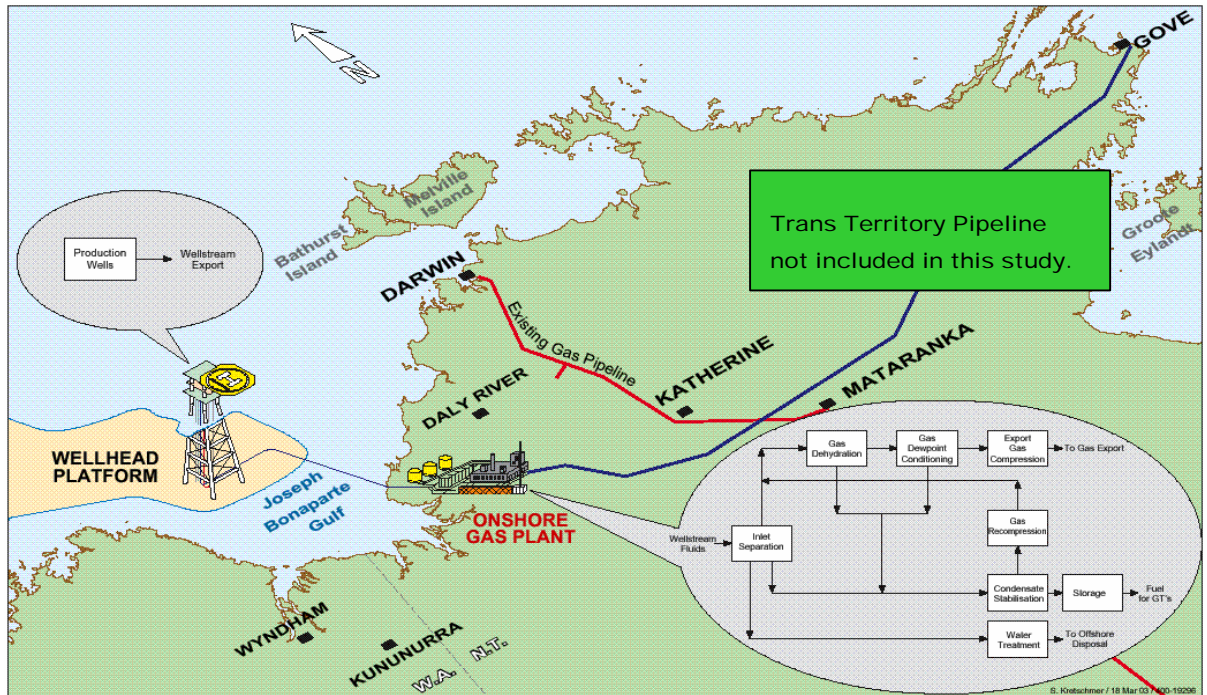 N
GOVE
Melville
Island
Bathurst
Island
Groote
Eylandt
Trans Territory Pipeline
not included in this study.
Production
Wells
Wellstream
Export
DARWIN
Existing Gas Pipeline
KATHERINE
MATARANKA
DALY RIVER
H
WELLHEAD
PLATFORM
Joseph
Bonaparte
Gulf
ONSHORE
GAS PLANT
Gas
Dehydration
Gas
Dewpoint
Conditioning
Export
Gas
Compression
To Gas Export
Gas
Recompression
Wellstream
Fluids
Inlet
Separation
Condensate
Stabilisation
Storage
Fuel
for GT's
Water
Treatment
To Offshore
Disposal
WYNDHAM
KUNUNURRA
W.A. N.T.
S. Kretschmer / 18 Mar 03 / 400-19296